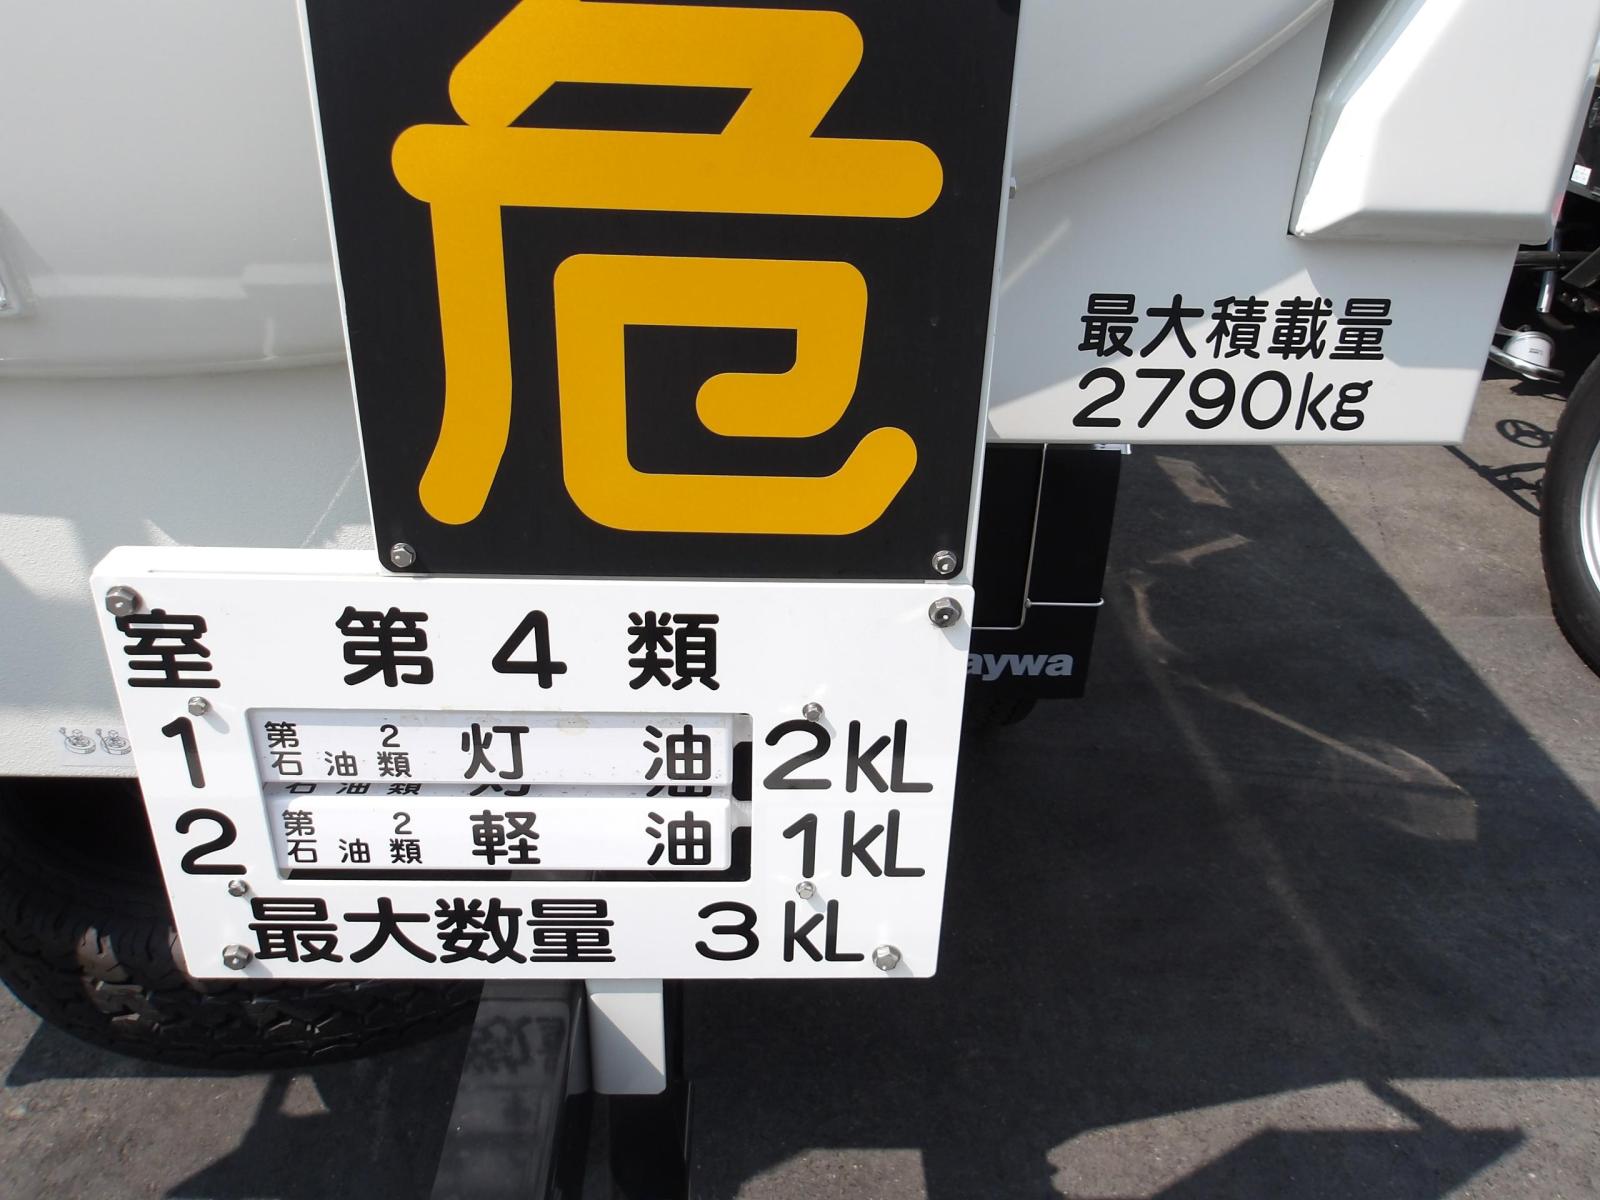 危
最大積載量
2790kg
室 第4類
1 第2石油類 灯油 2kL
2 第2石油類 軽油 1kL
最大数量 3kL
aywa